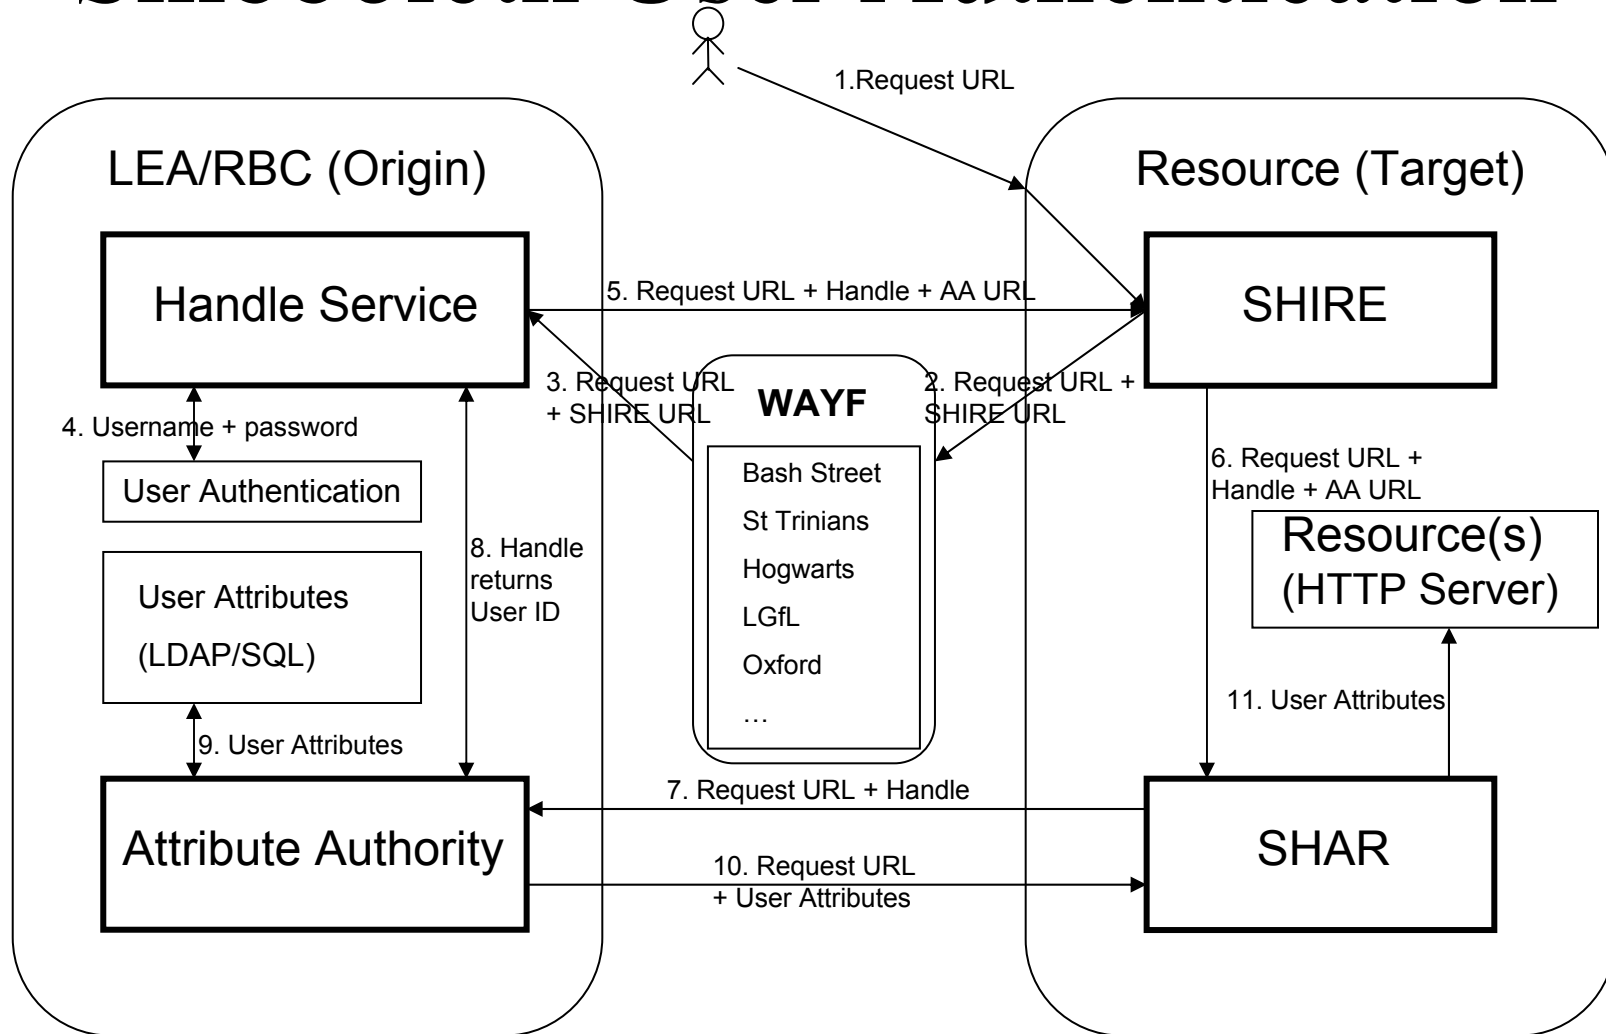 Shibboleth User Authentication
1.Request URL
LEA/RBC (Origin)
Resource (Target)
Handle Service
5. Request URL + Handle + AA URL
SHIRE
3. Request URL
+ SHIRE URL
WAYF
2. Request URL +
SHIRE URL
4. Username + password
User Authentication
Bash Street
St Trinians
Hogwarts
LGfL
Oxford
…
6. Request URL +
Handle + AA URL
Resource(s)
(HTTP Server)
8. Handle
returns
User ID
User Attributes
(LDAP/SQL)
11. User Attributes
9. User Attributes
7. Request URL + Handle
Attribute Authority
10. Request URL
+ User Attributes
SHAR